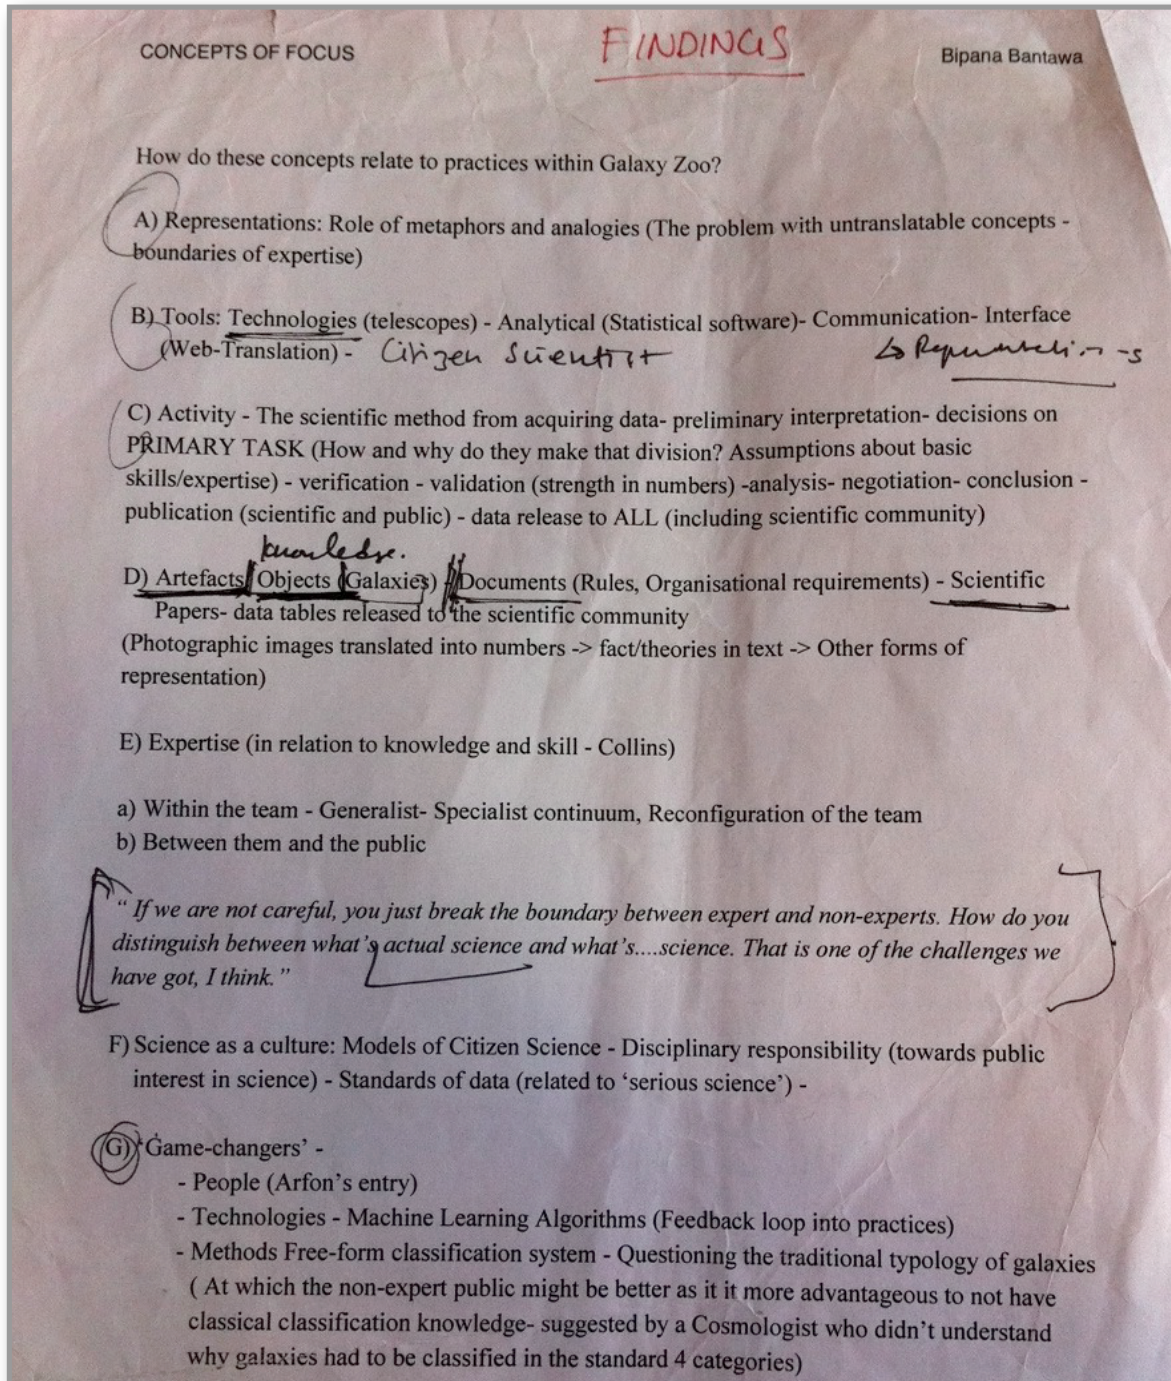 CONCEPTS OF FOCUS FINDINGS Bipana Bantawa
How do these concepts relate to practices within Galaxy Zoo?
A) Representations: Role of metaphors and analogies (The problem with untranslatable concepts -
boundaries of expertise)
B) Tools: Technologies (telescopes) - Analytical (Statistical software)- Communication- Interface
(Web-Translation) - Citizen Scientist ↳ Representation-s
C) Activity - The scientific method from acquiring data- preliminary interpretation- decisions on
PRIMARY TASK (How and why do they make that division? Assumptions about basic
skills/expertise) - verification - validation (strength in numbers) -analysis- negotiation- conclusion -
publication (scientific and public) - data release to ALL (including scientific community)
knowledge.
D) Artefacts/ Objects (Galaxies) / Documents (Rules, Organisational requirements) - Scientific
Papers- data tables released to the scientific community
(Photographic images translated into numbers -> fact/theories in text -> Other forms of
representation)
E) Expertise (in relation to knowledge and skill - Collins)
a) Within the team - Generalist- Specialist continuum, Reconfiguration of the team
b) Between them and the public
“ If we are not careful, you just break the boundary between expert and non-experts. How do you
distinguish between what’s actual science and what’s....science. That is one of the challenges we
have got, I think.”
F) Science as a culture: Models of Citizen Science - Disciplinary responsibility (towards public
interest in science) - Standards of data (related to ‘serious science’) -
G) ‘Game-changers’ -
- People (Arfon’s entry)
- Technologies - Machine Learning Algorithms (Feedback loop into practices)
- Methods Free-form classification system - Questioning the traditional typology of galaxies
( At which the non-expert public might be better as it it more advantageous to not have
classical classification knowledge- suggested by a Cosmologist who didn’t understand
why galaxies had to be classified in the standard 4 categories)